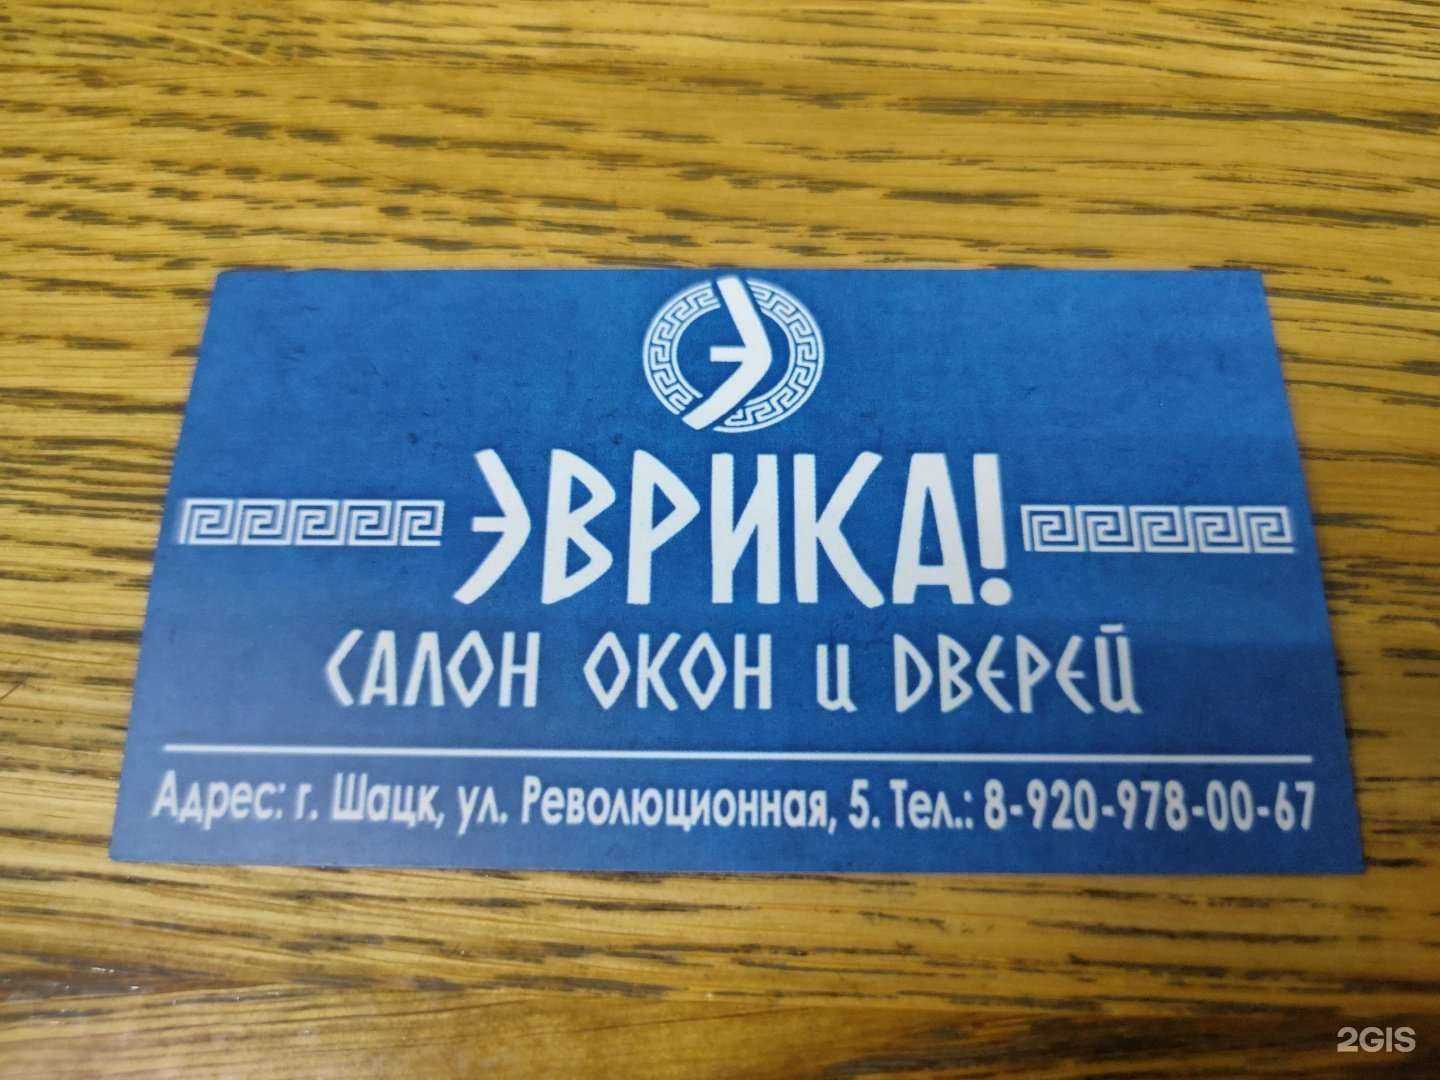 Э
ЭВРИКА!
САЛОН ОКОН и ДВЕРЕЙ
Адрес: г. Шацк, ул. Революционная, 5. Тел.: 8-920-978-00-67
2GIS